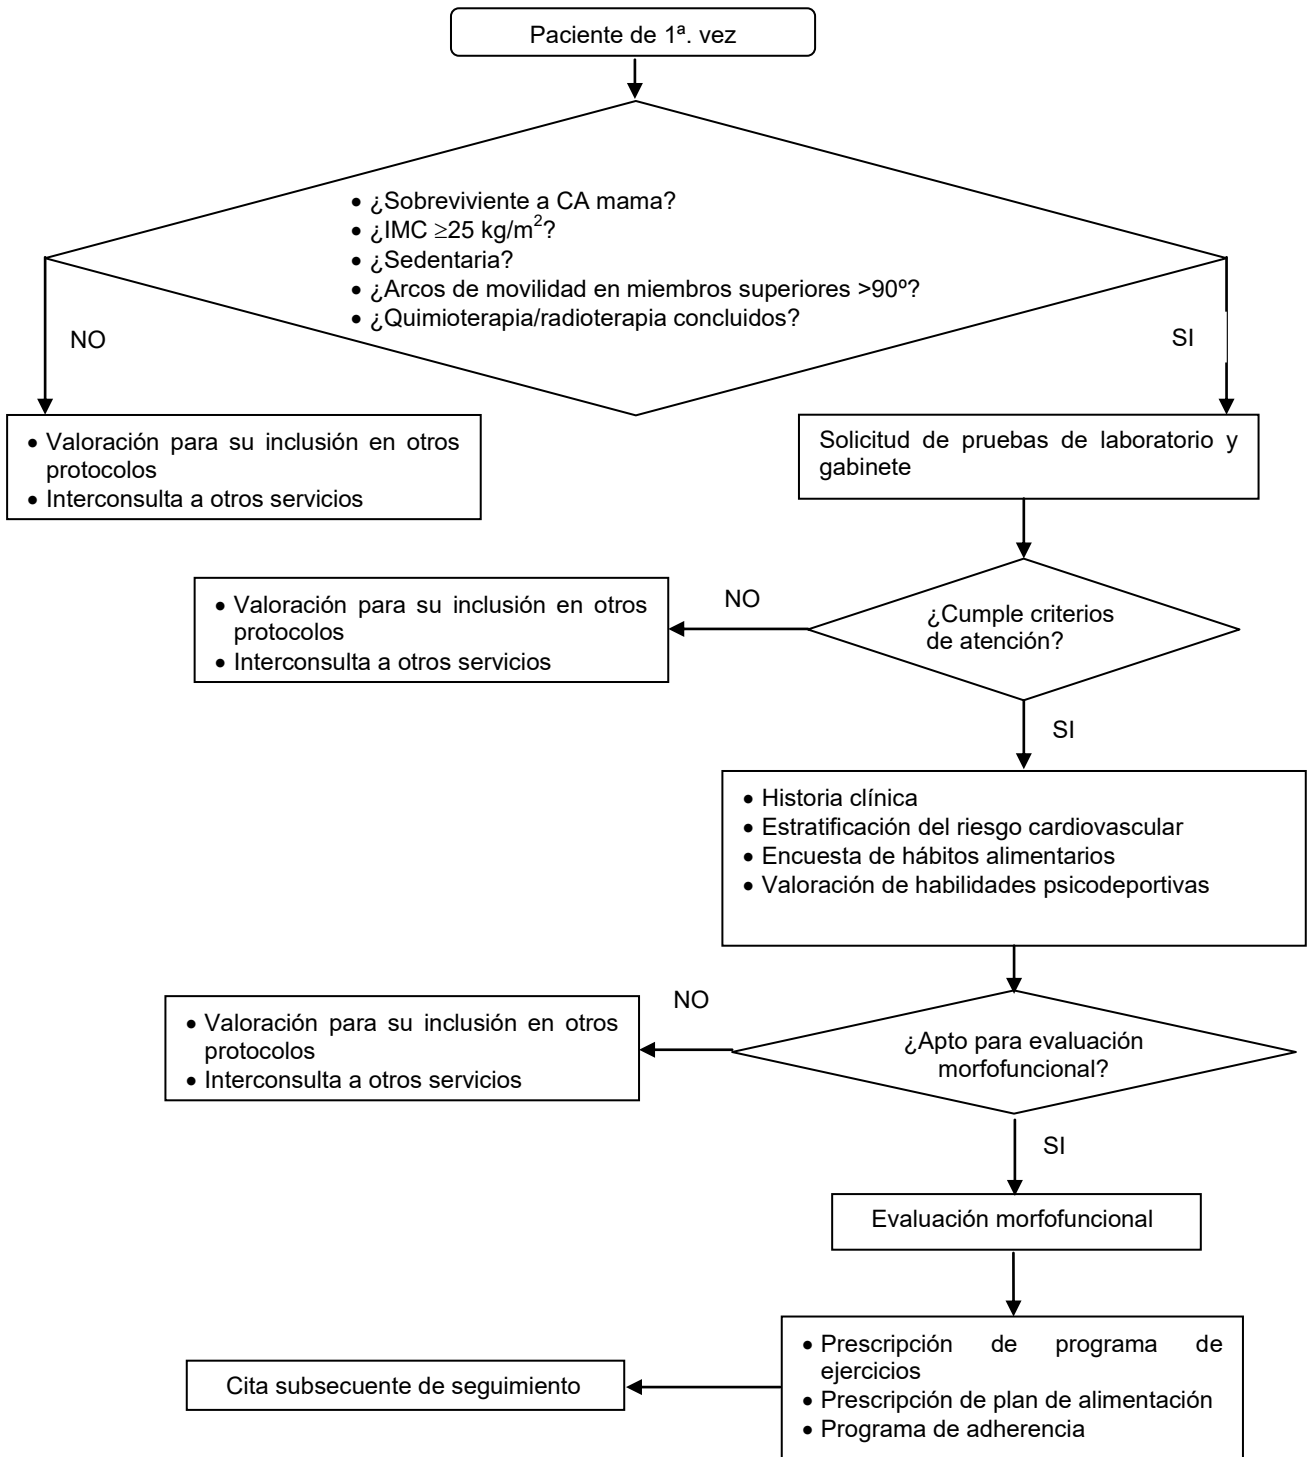 Paciente de 1ª. vez
• ¿Sobreviviente a CA mama?
• ¿IMC ≥25 kg/m²?
• ¿Sedentaria?
• ¿Arcos de movilidad en miembros superiores >90º?
• ¿Quimioterapia/radioterapia concluidos?
NO
SI
• Valoración para su inclusión en otros
protocolos
• Interconsulta a otros servicios
Solicitud de pruebas de laboratorio y
gabinete
¿Cumple criterios
de atención?
NO
• Valoración para su inclusión en otros
protocolos
• Interconsulta a otros servicios
SI
• Historia clínica
• Estratificación del riesgo cardiovascular
• Encuesta de hábitos alimentarios
• Valoración de habilidades psicodeportivas
¿Apto para evaluación
morfofuncional?
NO
• Valoración para su inclusión en otros
protocolos
• Interconsulta a otros servicios
SI
Evaluación morfofuncional
• Prescripción de programa de
ejercicios
• Prescripción de plan de alimentación
• Programa de adherencia
Cita subsecuente de seguimiento